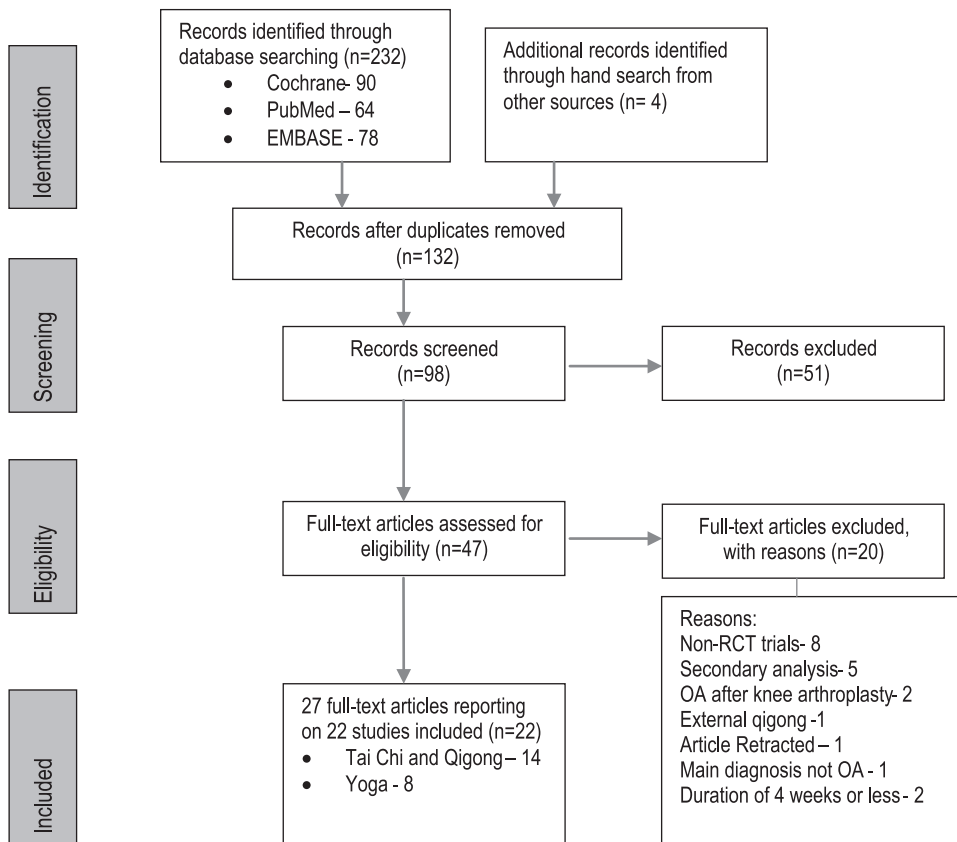 Identification
Records identified through
database searching (n=232)
• Cochrane- 90
• PubMed – 64
• EMBASE - 78
Additional records identified
through hand search from
other sources (n= 4)
Records after duplicates removed
(n=132)
Screening
Records screened
(n=98)
Records excluded
(n=51)
Eligibility
Full-text articles assessed for
eligibility (n=47)
Full-text articles excluded,
with reasons (n=20)
Reasons:
Non-RCT trials- 8
Secondary analysis- 5
OA after knee arthroplasty- 2
External qigong -1
Article Retracted – 1
Main diagnosis not OA - 1
Duration of 4 weeks or less- 2
Included
27 full-text articles reporting
on 22 studies included (n=22)
• Tai Chi and Qigong – 14
• Yoga - 8